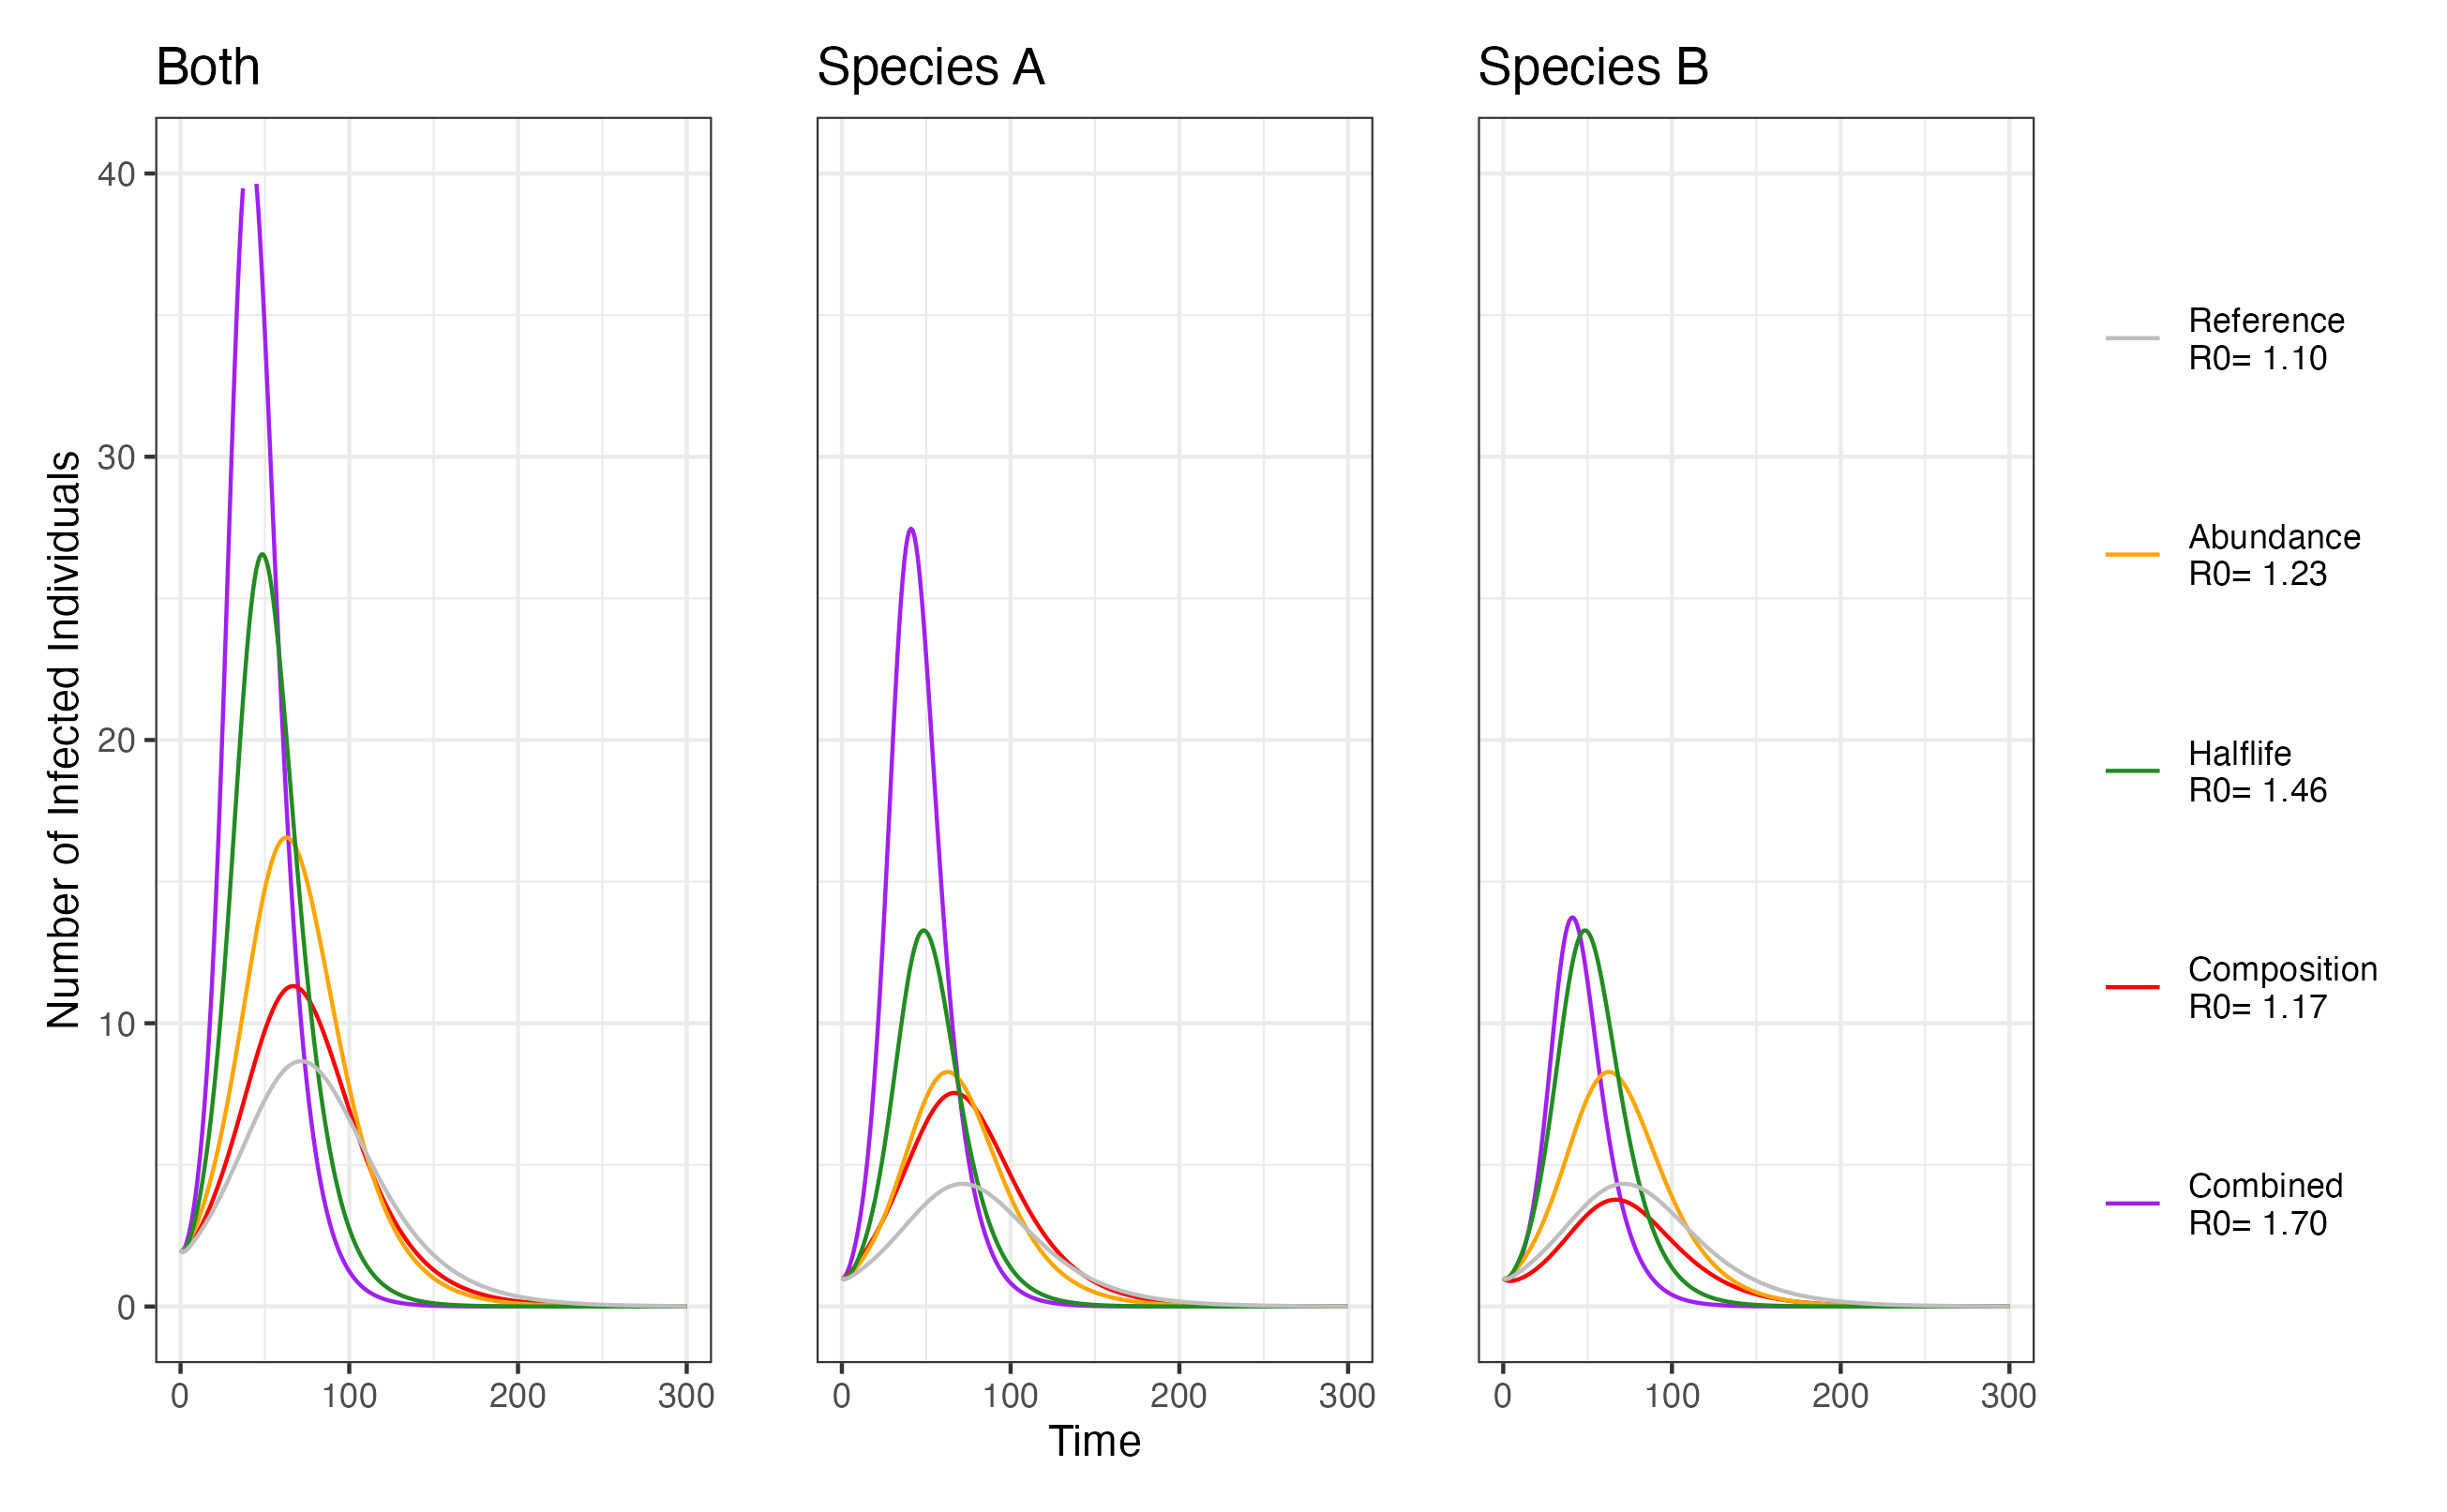 Both
Species A
Species B
Number of Infected Individuals
40
30
20
10
0
0
100
200
300
0
100
200
300
0
100
200
300
Time
Reference
R0= 1.10
Abundance
R0= 1.23
Halflife
R0= 1.46
Composition
R0= 1.17
Combined
R0= 1.70